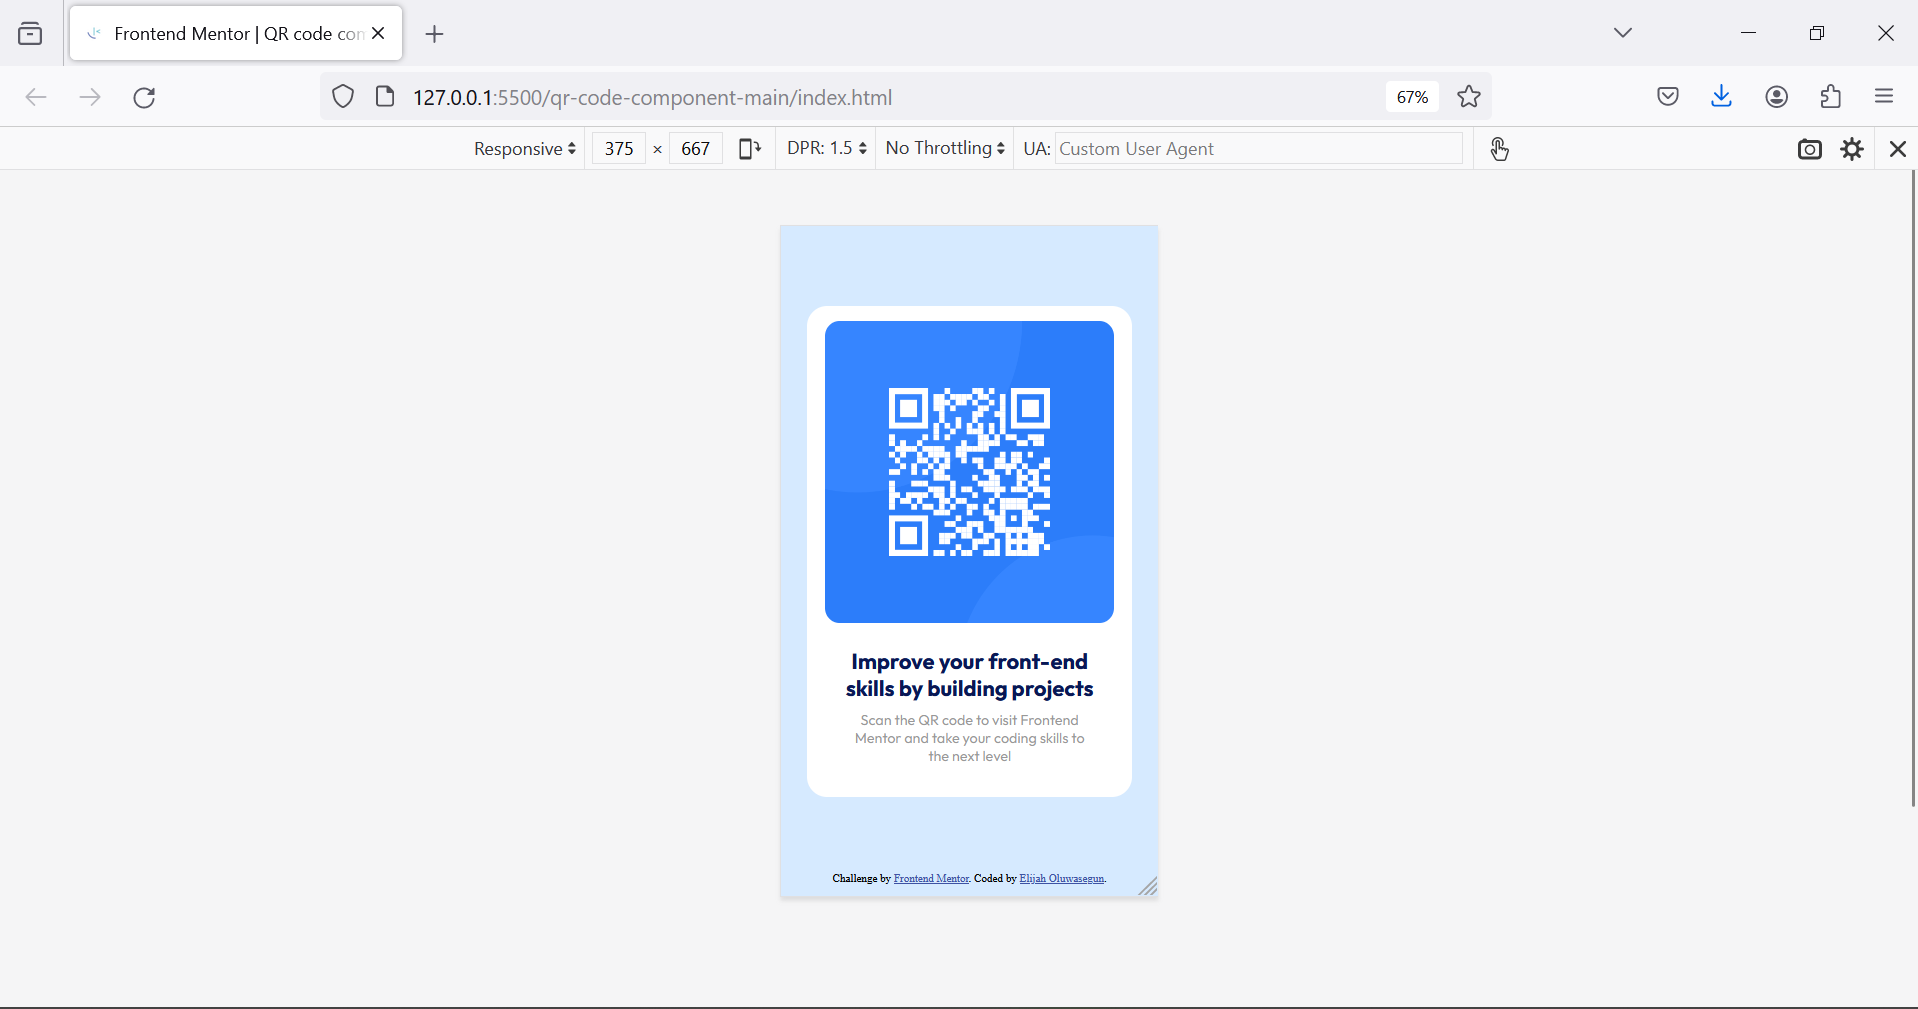 Frontend Mentor | QR code con
127.0.0.1:5500/qr-code-component-main/index.html
67%
Responsive
375 × 667
DPR: 1.5
No Throttling
UA: Custom User Agent
Improve your front-end
skills by building projects
Scan the QR code to visit Frontend
Mentor and take your coding skills to
the next level
Challenge by Frontend Mentor. Coded by Elijah Oluwasegun.